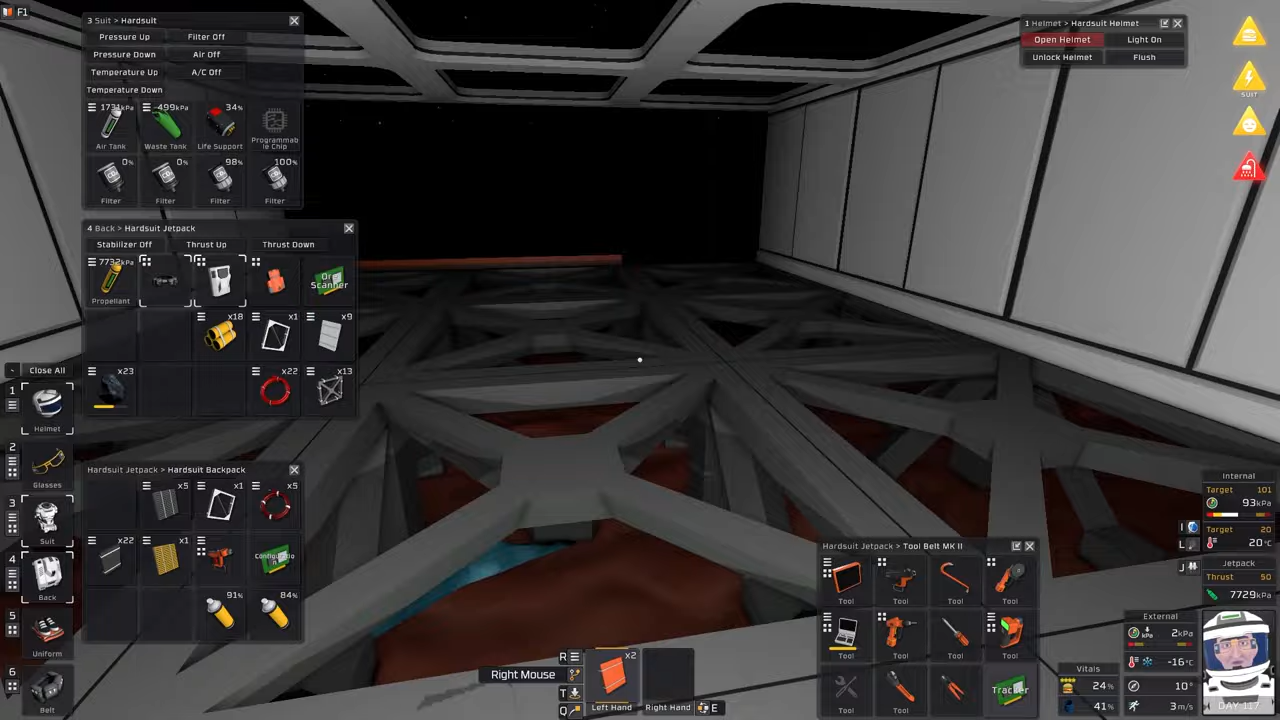 F1
3 Suit > Hardsuit
Pressure Up
Filter Off
Pressure Down
Air Off
Temperature Up
A/C Off
Temperature Down
1731kPa
-499kPa
34%
Air Tank
Waste Tank
Life Support
Programmab
le Chip
0%
0%
98%
100%
Filter
Filter
Filter
Filter
4 Back > Hardsuit Jetpack
Stabilizer Off
Thrust Up
Thrust Down
7732kPa
Propellant
Ore
Scanner
x18
x1
x9
x23
x22
x13
Close All
1
Helmet
2
Glasses
3
Suit
4
Back
5
Uniform
6
Belt
Hardsuit Jetpack > Hardsuit Backpack
x5
x1
x5
x22
x1
Configuratio
n
91%
84%
1 Helmet > Hardsuit Helmet
Open Helmet
Light On
Unlock Helmet
Flush
SUIT
Hardsuit Jetpack > Tool Belt MK II
Tool
Tool
Tool
Tool
Tool
Tool
Tool
Tool
Tool
Tool
Tool
Tracker
Right Mouse
R
T
Q
x2
Left Hand
Right Hand
E
Internal
Target 101
93kPa
Target 20
20°C
I
L
J
Jetpack
Thrust 50
7729kPa
External
2kPa
-16°C
10°
3m/s
Vitals
24%
41%
DAY 117